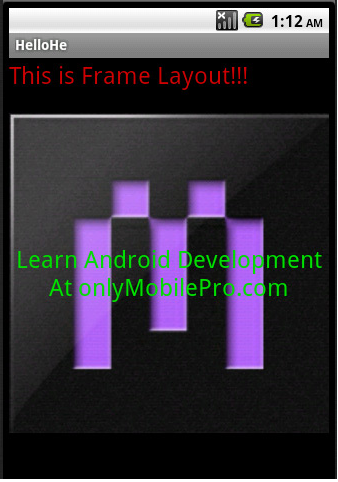 1:12 AM
HelloHe
This is Frame Layout!!!
Learn Android Development
At onlyMobilePro.com